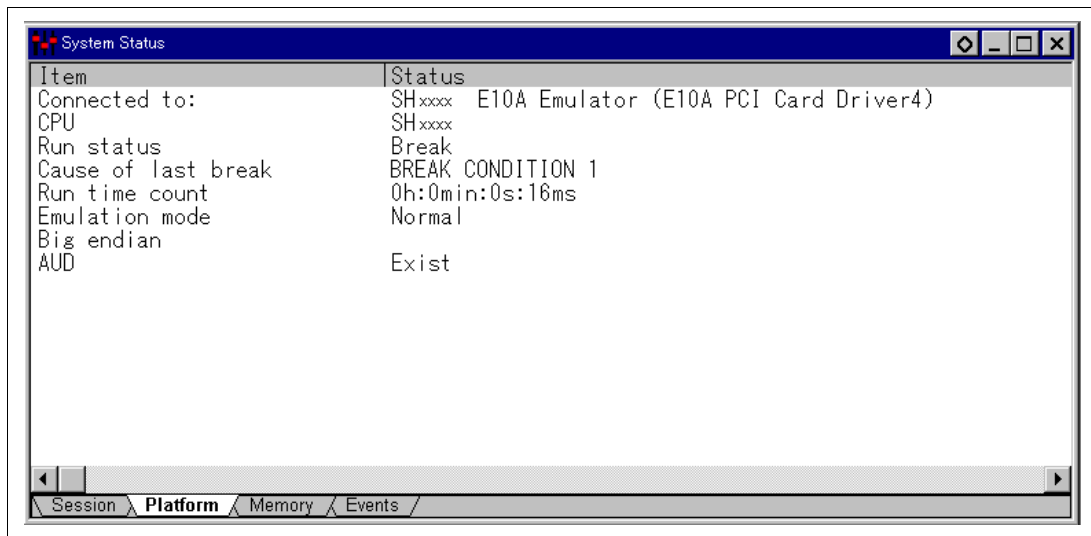 System Status
Item Status
Connected to: SHxxxx E10A Emulator (E10A PCI Card Driver4)
CPU SHxxxx
Run status Break
Cause of last break BREAK CONDITION 1
Run time count 0h:0min:0s:16ms
Emulation mode Normal
Big endian
AUD Exist
Session Platform Memory Events